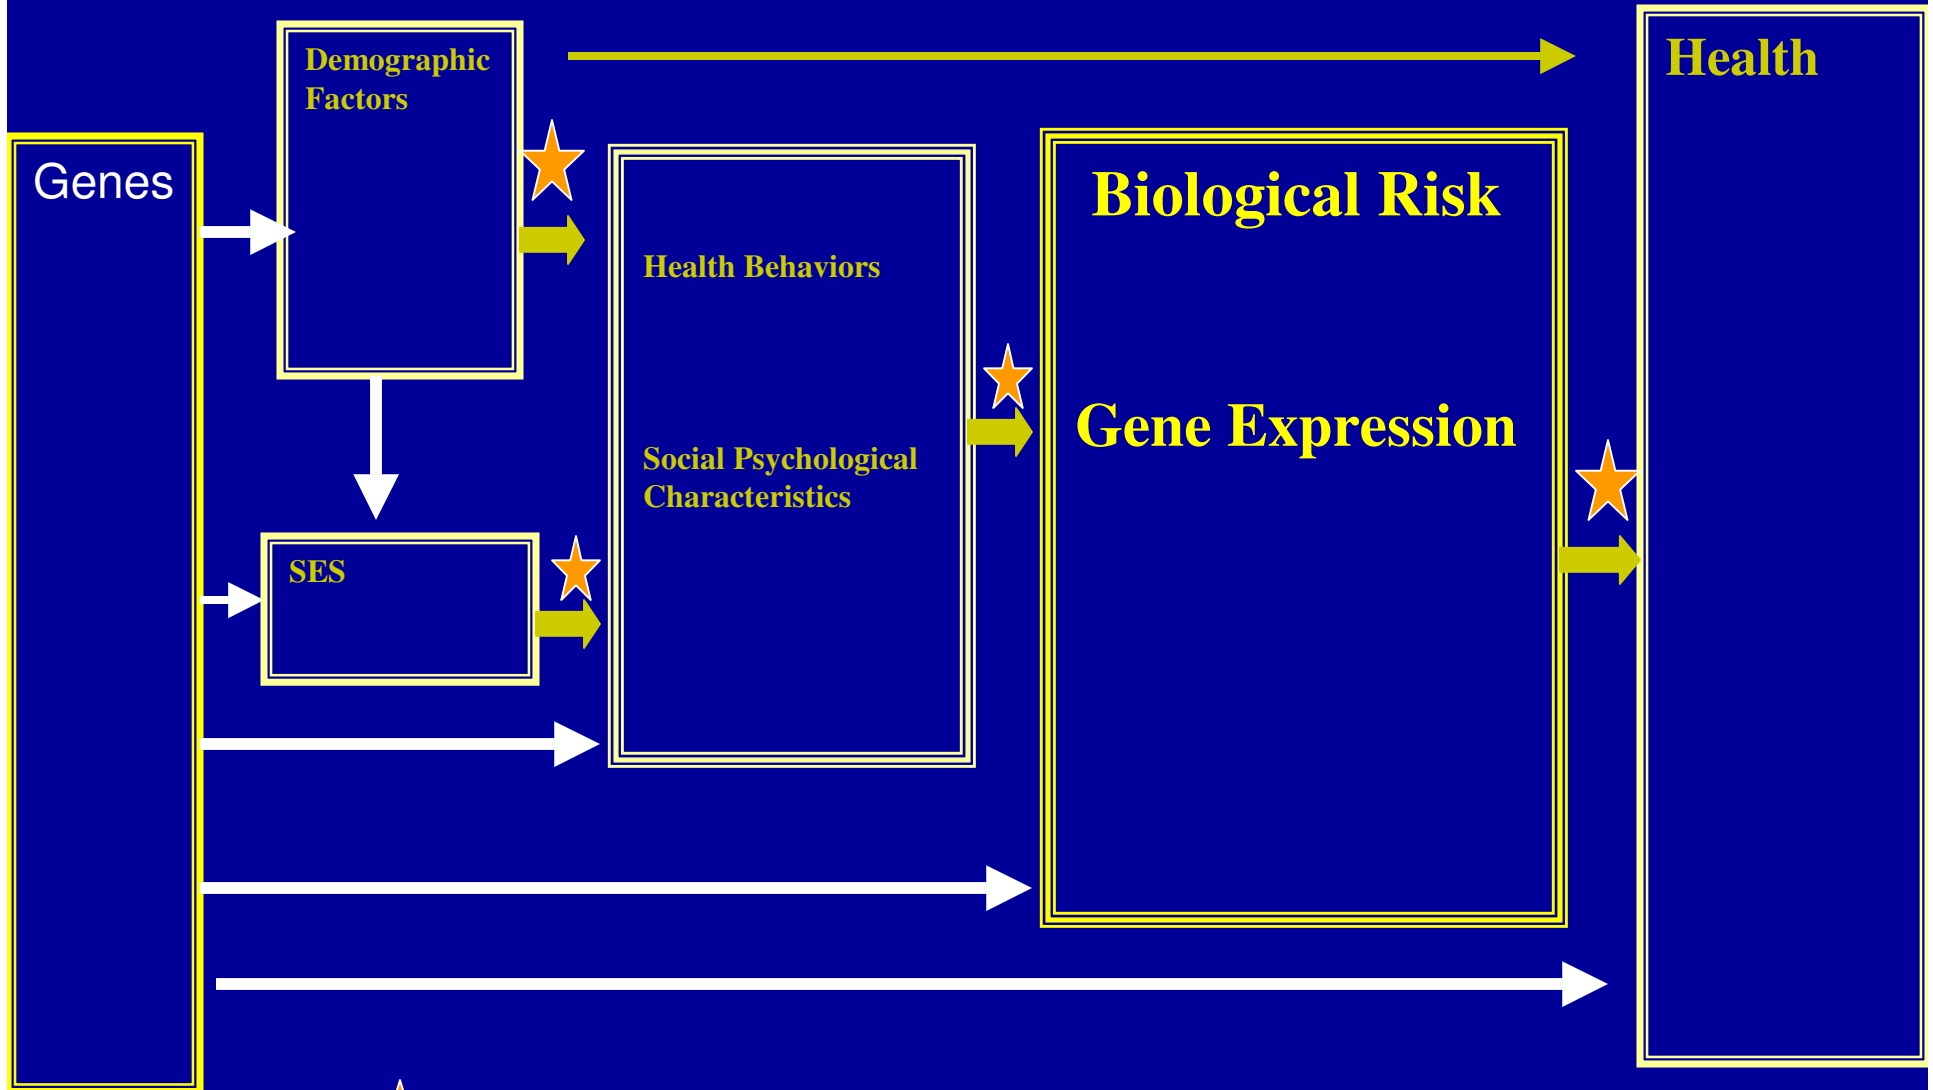 Demographic
Factors
Health
Genes
Biological Risk
Health Behaviors
Gene Expression
Social Psychological
Characteristics
SES